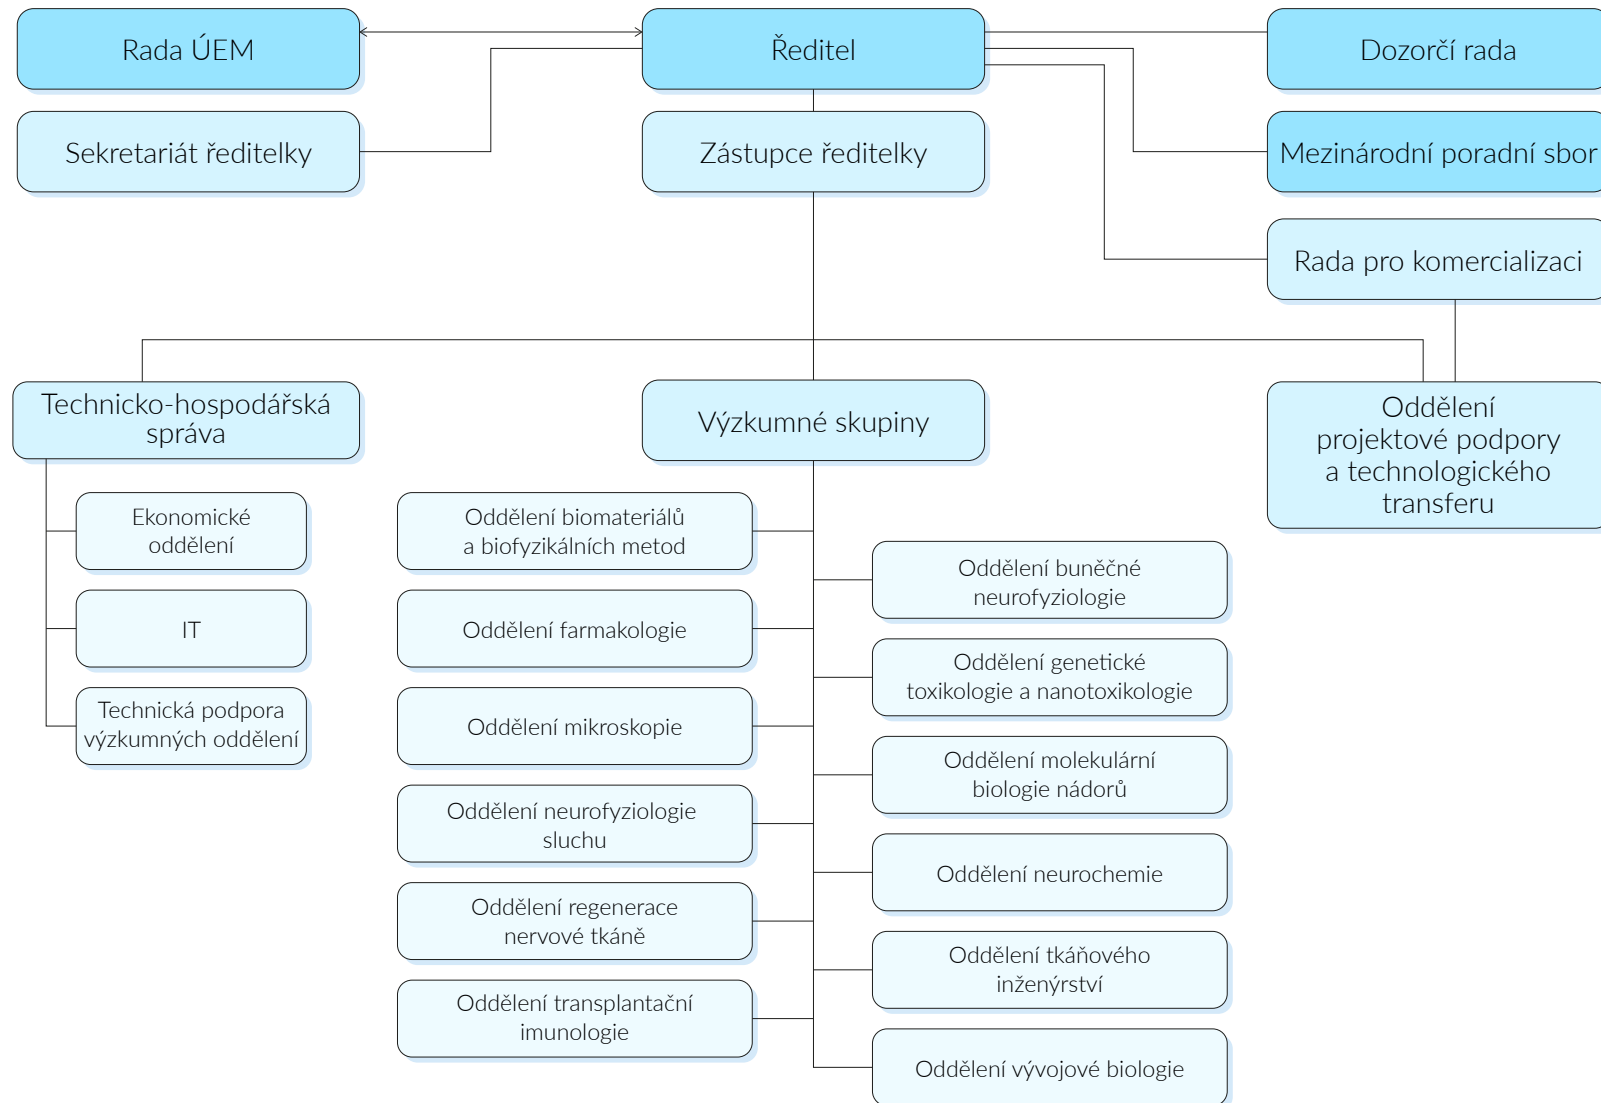 Rada ÚEM
Ředitel
Dozorčí rada
Sekretariát ředitelky
Zástupce ředitelky
Mezinárodní poradní sbor
Rada pro komercializaci
Technicko-hospodářská
správa
Výzkumné skupiny
Oddělení
projektové podpory
a technologického
transferu
Ekonomické
oddělení
IT
Technická podpora
výzkumných oddělení
Oddělení biomateriálů
a biofyzikálních metod
Oddělení farmakologie
Oddělení mikroskopie
Oddělení neurofyziologie
sluchu
Oddělení regenerace
nervové tkáně
Oddělení transplantační
imunologie
Oddělení buněčné
neurofyziologie
Oddělení genetické
toxikologie a nanotoxikologie
Oddělení molekulární
biologie nádorů
Oddělení neurochemie
Oddělení tkáňového
inženýrství
Oddělení vývojové biologie